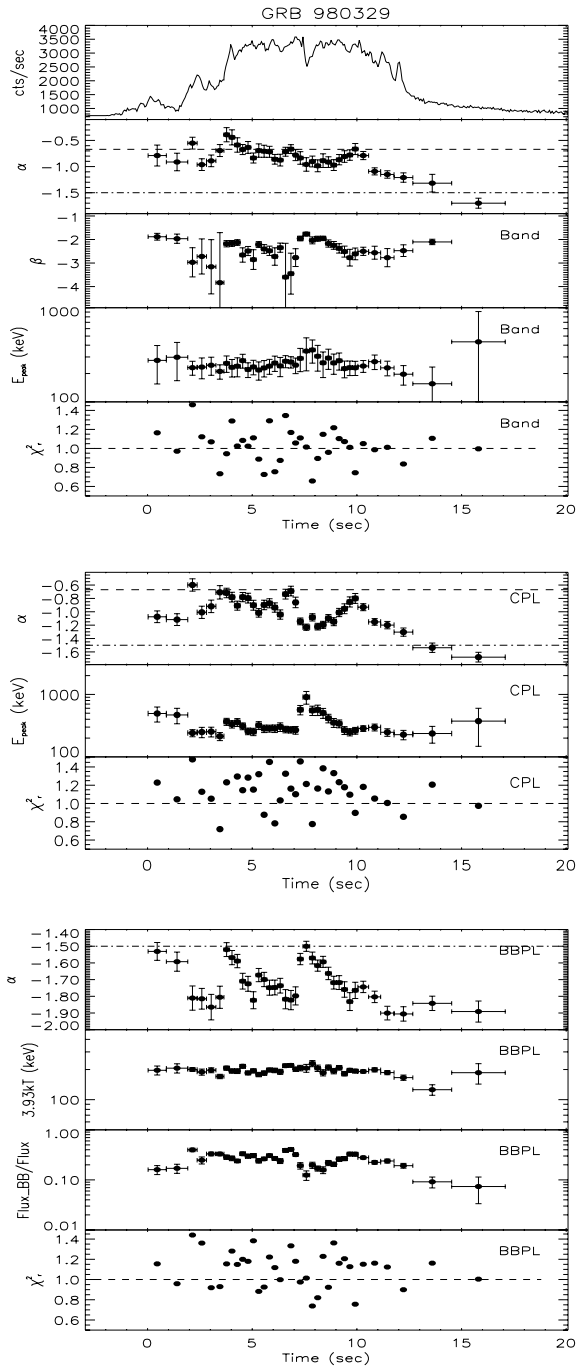 GRB 980329
cts/sec
4000
3500
3000
2500
2000
1500
1000
α
−0.5
−1.0
−1.5
β
−1
−2
−3
−4
Band
E_peak (keV)
1000
100
Band
χ²r
1.4
1.2
1.0
0.8
0.6
Band
0 5 10 15 20
Time (sec)
α
−0.6
−0.8
−1.0
−1.2
−1.4
−1.6
CPL
E_peak (keV)
1000
100
CPL
χ²r
1.4
1.2
1.0
0.8
0.6
CPL
0 5 10 15 20
Time (sec)
α
−1.40
−1.50
−1.60
−1.70
−1.80
−1.90
−2.00
BBPL
3.93kT (keV)
100
BBPL
Flux_BB/Flux
1.00
0.10
0.01
BBPL
χ²r
1.4
1.2
1.0
0.8
0.6
BBPL
0 5 10 15 20
Time (sec)